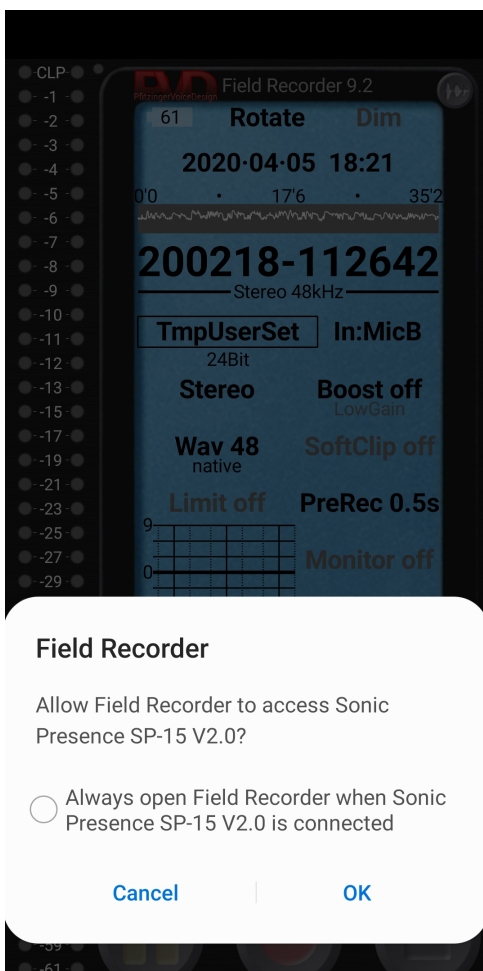 CLP
-1
-2
-3
-4
-5
-6
-7
-8
-9
-10
-11
-12
-13
-15
-17
-19
-21
-23
-25
-27
-29
PVD Field Recorder 9.2
PfitzingerVoiceDesign
61 Rotate Dim
2020·04·05 18:21
0'0 · 17'6 · 35'2
200218-112642
Stereo 48kHz
TmpUserSet In:MicB
24Bit
Stereo Boost off
LowGain
Wav 48 SoftClip off
native
Limit off PreRec 0.5s
9
0 Monitor off
Field Recorder
Allow Field Recorder to access Sonic
Presence SP-15 V2.0?
Always open Field Recorder when Sonic
Presence SP-15 V2.0 is connected
Cancel OK
-59
-61